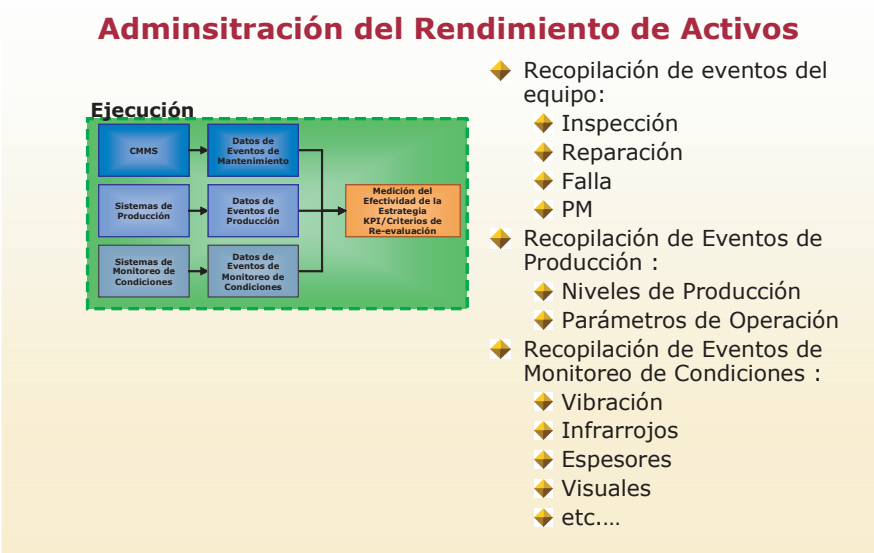 Adminsitración del Rendimiento de Activos
Ejecución
CMMS
Datos de
Eventos de
Mantenimiento
Sistemas de
Producción
Datos de
Eventos de
Producción
Medición del
Efectividad de la
Estrategia
KPI/Criterios de
Re-evaluación
Sistemas de
Monitoreo de
Condiciones
Datos de
Eventos de
Monitoreo de
Condiciones
Recopilación de eventos del
equipo:
Inspección
Reparación
Falla
PM
Recopilación de Eventos de
Producción :
Niveles de Producción
Parámetros de Operación
Recopilación de Eventos de
Monitoreo de Condiciones :
Vibración
Infrarrojos
Espesores
Visuales
etc.…